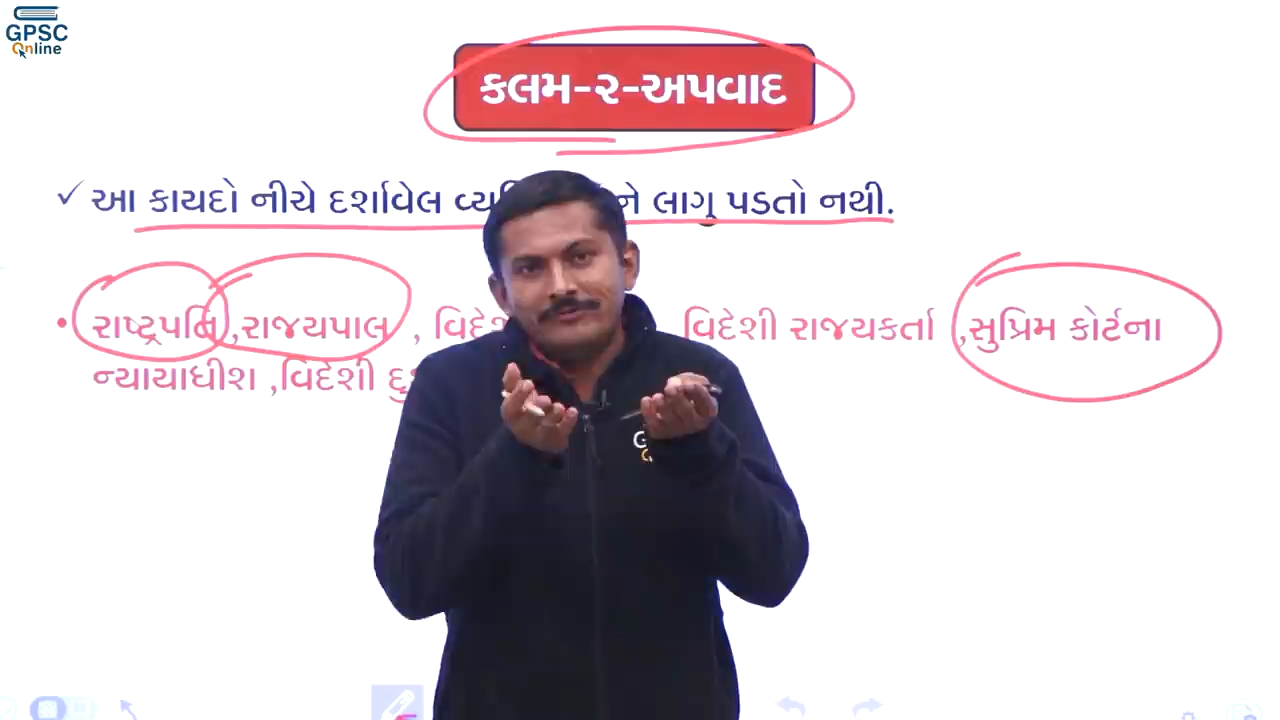 GPSC
Online
કલમ-૨-અપવાદ
આ કાયદો નીચે દર્શાવેલ લાગુ પડતો નથી.
રાષ્ટ્રપતિ ,રાજયપાલ , વિદેશી રાજયકર્તા ,સુપ્રિમ કોર્ટના
ન્યાયાધીશ ,વિદેશી